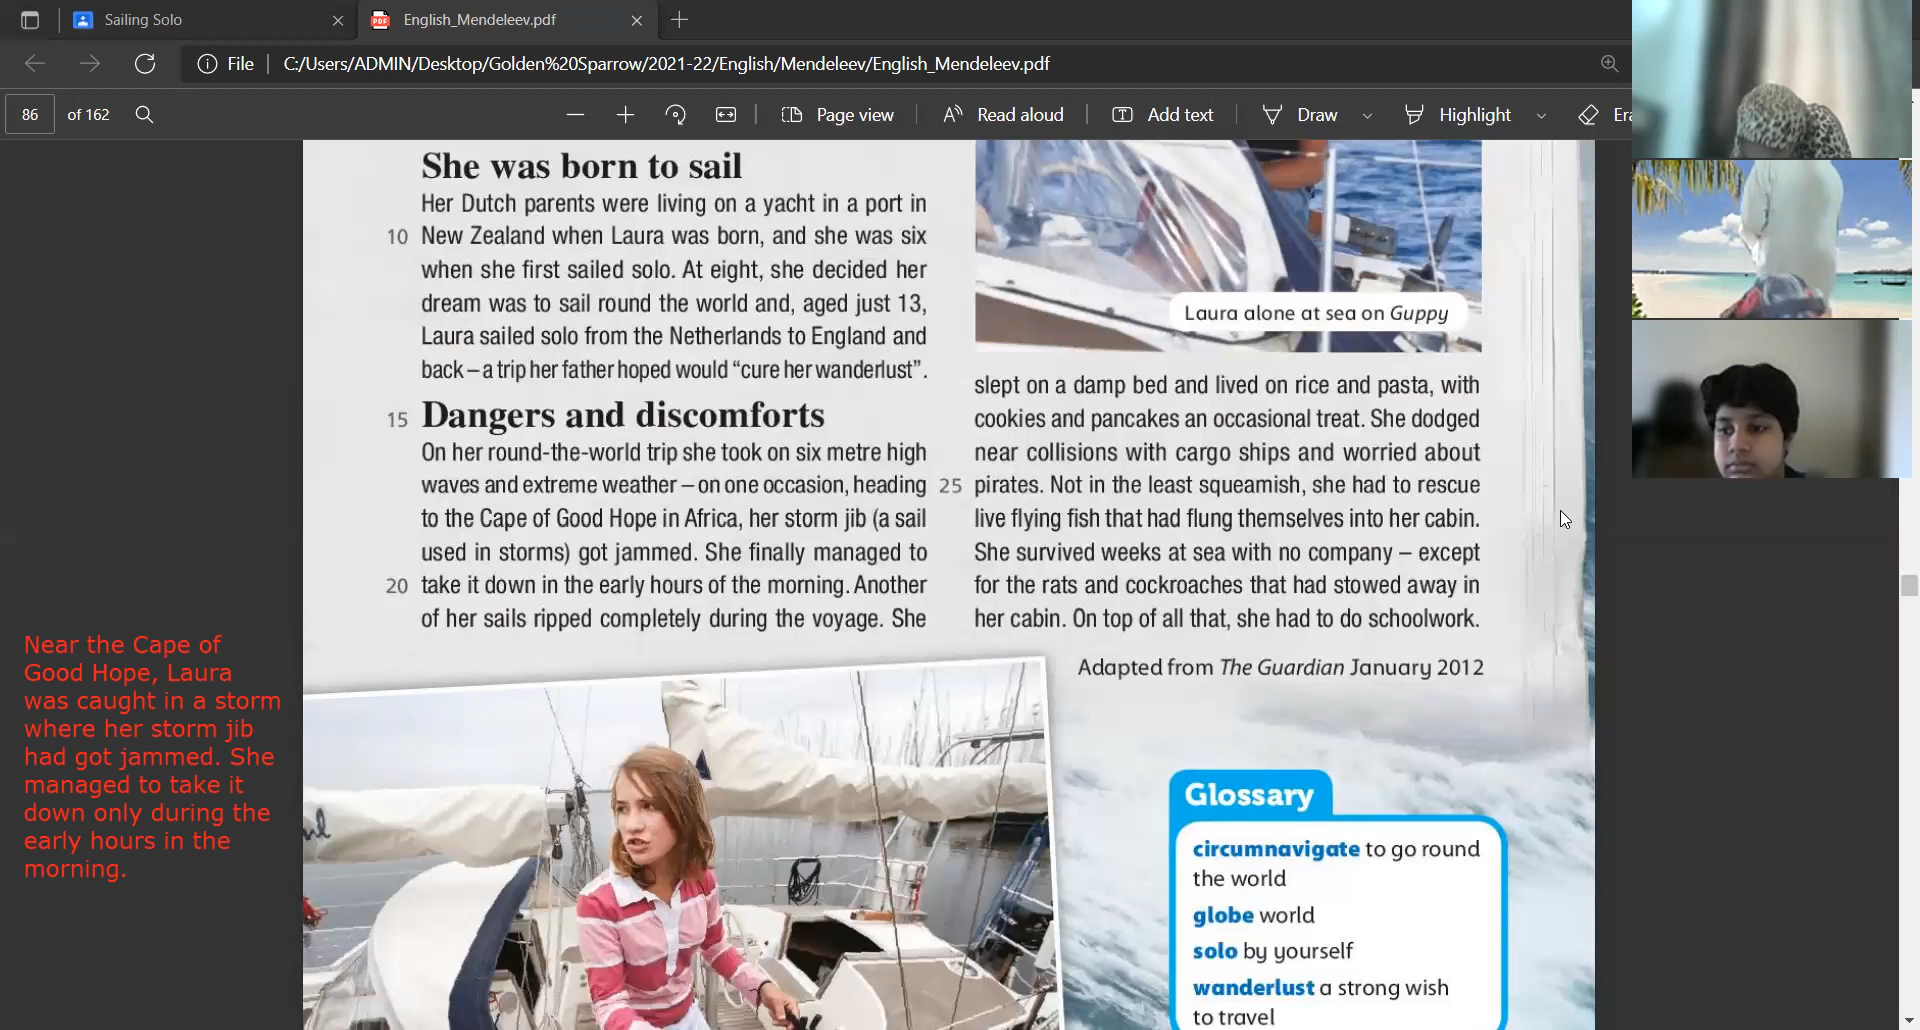 Sailing Solo
English_Mendeleev.pdf
File
C:/Users/ADMIN/Desktop/Golden%20Sparrow/2021-22/English/Mendeleev/English_Mendeleev.pdf
86 of 162
Page view
Read aloud
Add text
Draw
Highlight
Era
She was born to sail
Her Dutch parents were living on a yacht in a port in
10 New Zealand when Laura was born, and she was six
when she first sailed solo. At eight, she decided her
dream was to sail round the world and, aged just 13,
Laura sailed solo from the Netherlands to England and
back – a trip her father hoped would “cure her wanderlust”.
15 Dangers and discomforts
On her round-the-world trip she took on six metre high
waves and extreme weather – on one occasion, heading
to the Cape of Good Hope in Africa, her storm jib (a sail
used in storms) got jammed. She finally managed to
20 take it down in the early hours of the morning. Another
of her sails ripped completely during the voyage. She
Laura alone at sea on Guppy
slept on a damp bed and lived on rice and pasta, with
cookies and pancakes an occasional treat. She dodged
near collisions with cargo ships and worried about
25 pirates. Not in the least squeamish, she had to rescue
live flying fish that had flung themselves into her cabin.
She survived weeks at sea with no company – except
for the rats and cockroaches that had stowed away in
her cabin. On top of all that, she had to do schoolwork.
Adapted from The Guardian January 2012
Near the Cape of
Good Hope, Laura
was caught in a storm
where her storm jib
had got jammed. She
managed to take it
down only during the
early hours in the
morning.
Glossary
circumnavigate to go round
the world
globe world
solo by yourself
wanderlust a strong wish
to travel